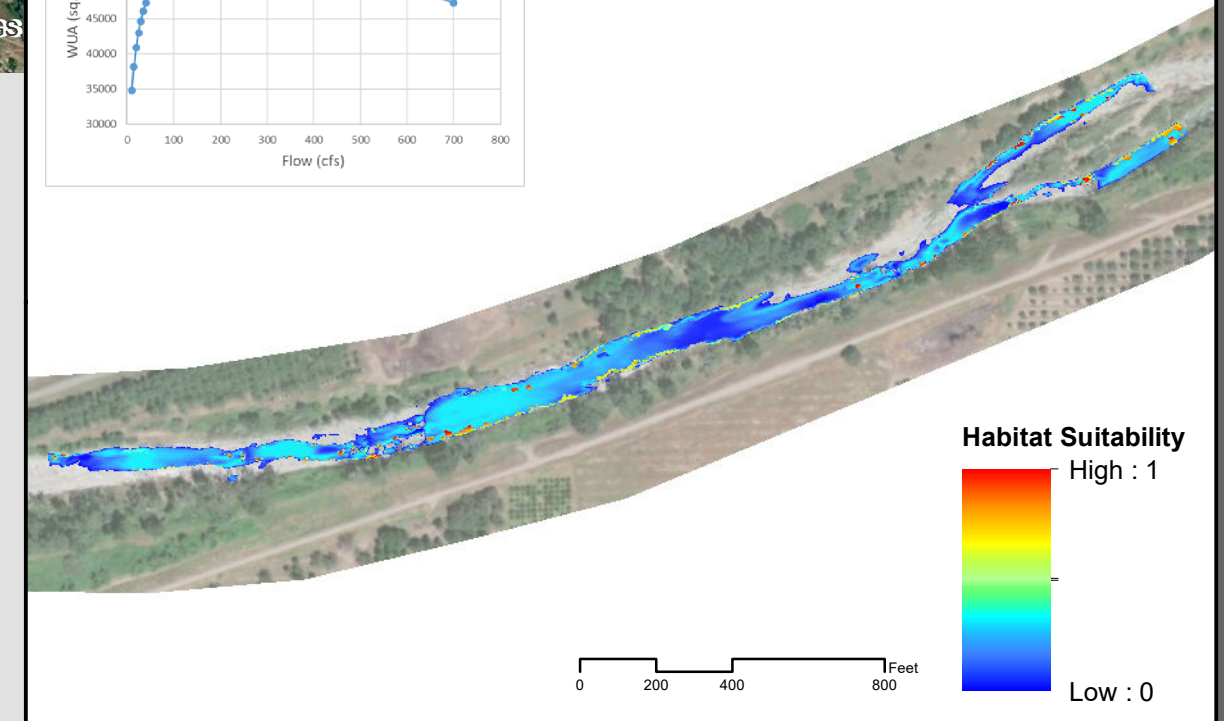 gs
WUA (sq.
45000
40000
35000
30000
0 100 200 300 400 500 600 700 800
Flow (cfs)
Habitat Suitability
High : 1
Low : 0
Feet
0 200 400 800